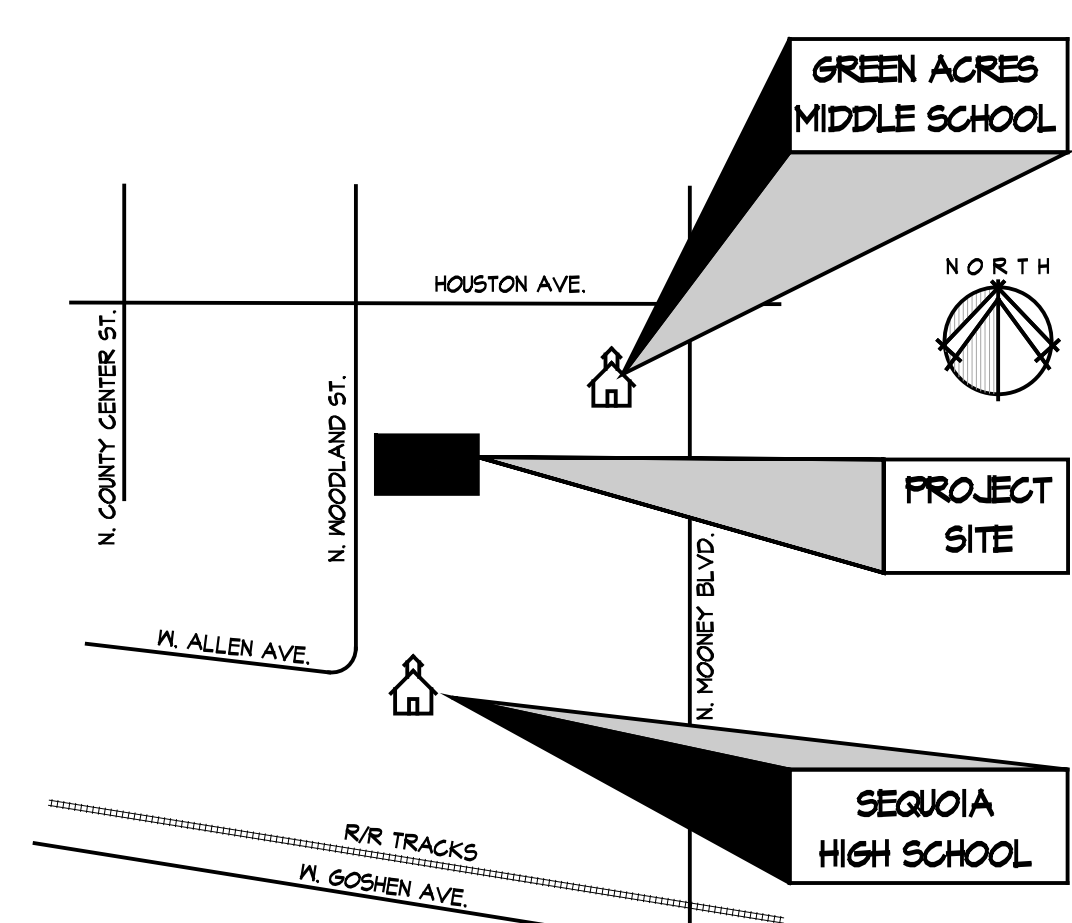 GREEN ACRES
MIDDLE SCHOOL
NORTH
HOUSTON AVE.
N. COUNTY CENTER ST.
N. WOODLAND ST.
PROJECT
SITE
N. MOONEY BLVD.
W. ALLEN AVE.
SEQUOIA
HIGH SCHOOL
R/R TRACKS
W. GOSHEN AVE.